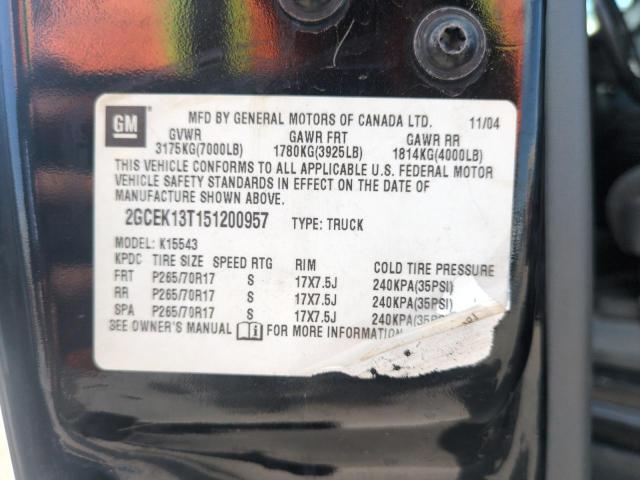 GM
MFD BY GENERAL MOTORS OF CANADA LTD. 11/04
GVWR GAWR FRT GAWR RR
3175KG(7000LB) 1780KG(3925LB) 1814KG(4000LB)
THIS VEHICLE CONFORMS TO ALL APPLICABLE U.S. FEDERAL MOTOR
VEHICLE SAFETY STANDARDS IN EFFECT ON THE DATE OF
MANUFACTURE SHOWN ABOVE.
2GCEK13T151200957 TYPE: TRUCK
MODEL: K15543
KPDC TIRE SIZE SPEED RTG RIM COLD TIRE PRESSURE
FRT P265/70R17 S 17X7.5J 240KPA(35PSI)
RR P265/70R17 S 17X7.5J 240KPA(35PSI)
SPA P265/70R17 S 17X7.5J 240KPA(35PSI)
SEE OWNER'S MANUAL FOR MORE INFORMATION